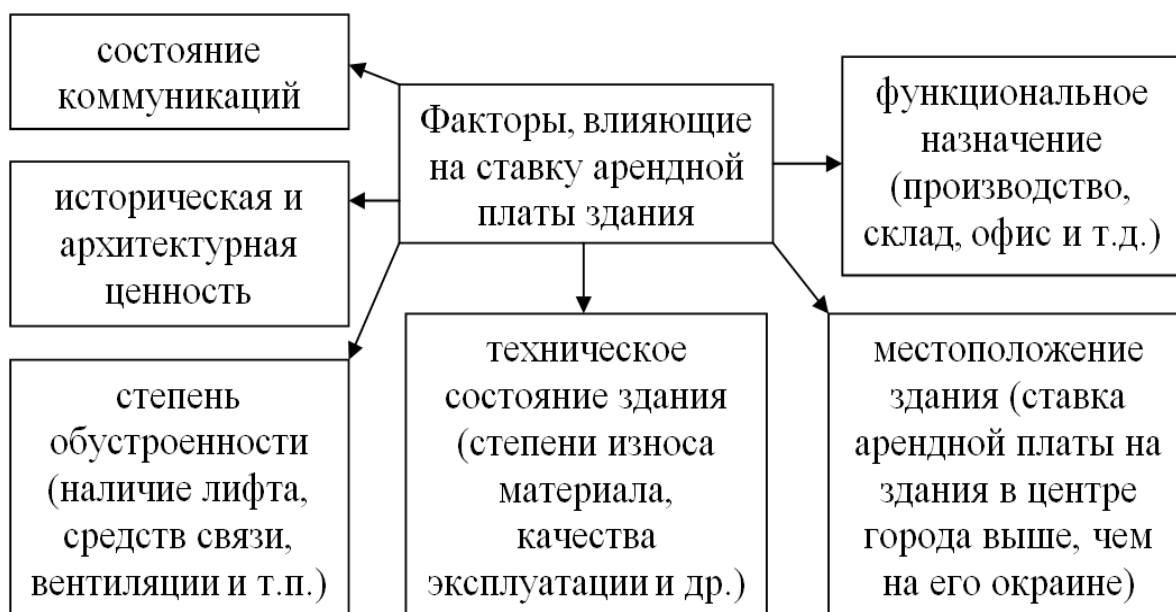 состояние
коммуникаций
Факторы, влияющие
на ставку арендной
платы здания
функциональное
назначение
(производство,
склад, офис и т.д.)
историческая и
архитектурная
ценность
степень
обустроенности
(наличие лифта,
средств связи,
вентиляции и т.п.)
техническое
состояние здания
(степени износа
материала,
качества
эксплуатации и др.)
местоположение
здания (ставка
арендной платы на
здания в центре
города выше, чем
на его окраине)